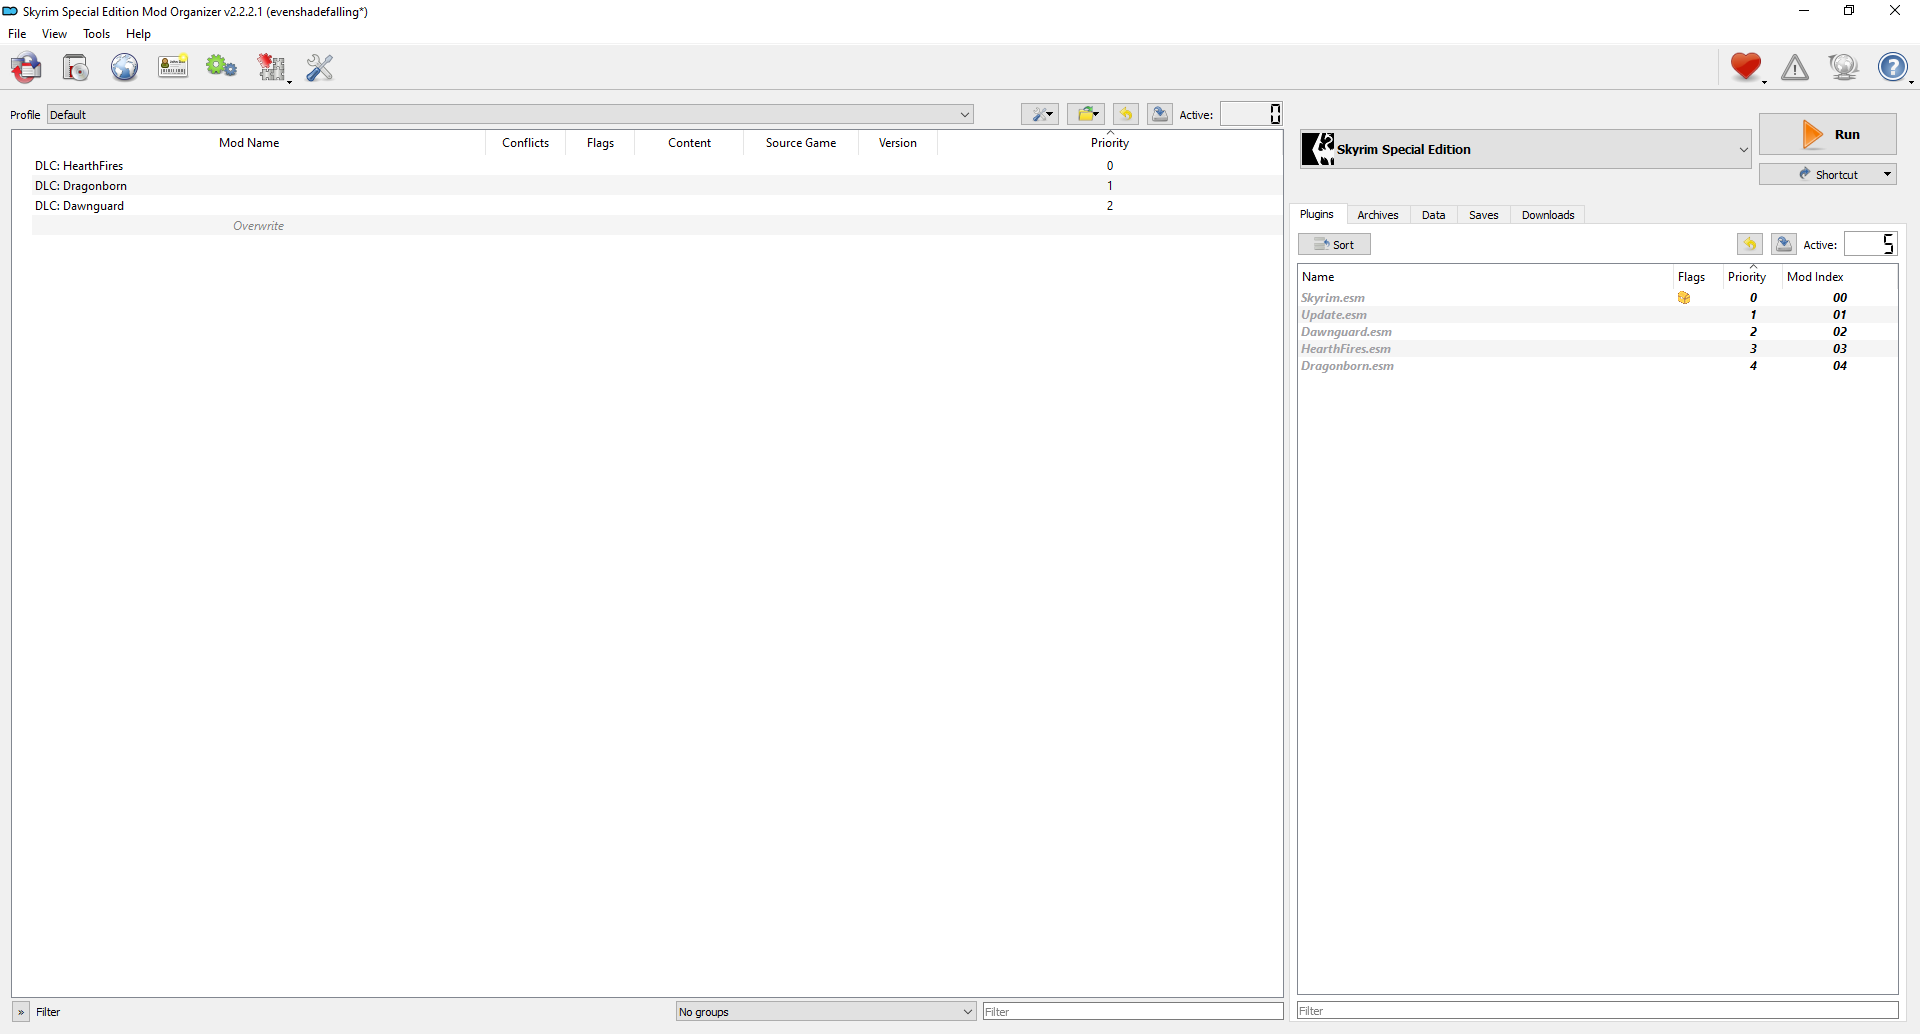 Skyrim Special Edition Mod Organizer v2.2.2.1 (evenshadefalling*)
File View Tools Help
Profile Default Active: 0
Mod Name Conflicts Flags Content Source Game Version Priority
DLC: HearthFires 0
DLC: Dragonborn 1
DLC: Dawnguard 2
Overwrite
No groups
» Filter
Filter
Skyrim Special Edition
Run
Shortcut
Plugins Archives Data Saves Downloads
Sort Active: 5
Name Flags Priority Mod Index
Skyrim.esm 0 00
Update.esm 1 01
Dawnguard.esm 2 02
HearthFires.esm 3 03
Dragonborn.esm 4 04
Filter